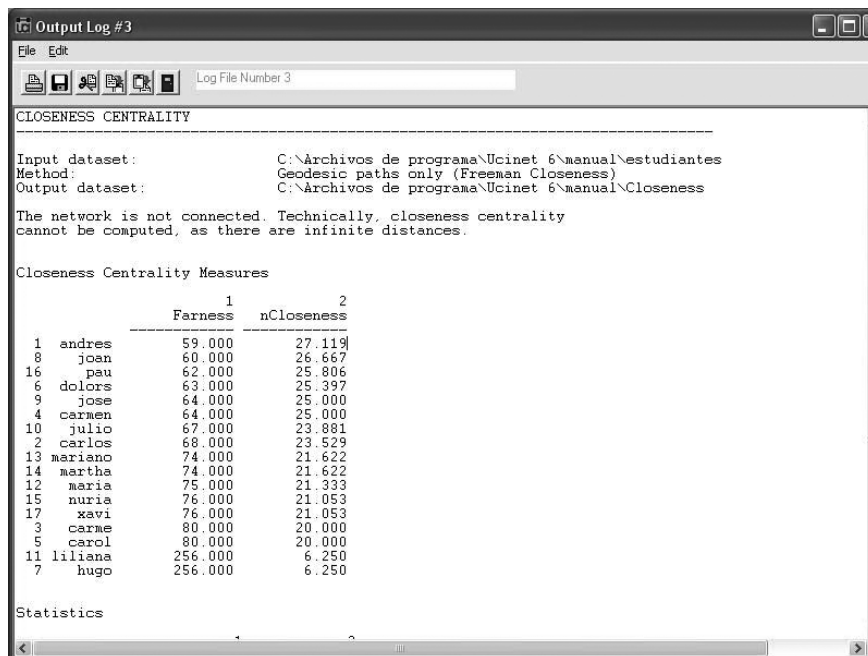 Output Log #3
File Edit
Log File Number 3
CLOSENESS CENTRALITY
Input dataset: C:\Archivos de programa\Ucinet 6\manual\estudiantes
Method: Geodesic paths only (Freeman Closeness)
Output dataset: C:\Archivos de programa\Ucinet 6\manual\Closeness
The network is not connected. Technically, closeness centrality
cannot be computed, as there are infinite distances.
Closeness Centrality Measures
1 2
Farness nCloseness
1 andres 59.000 27.119
8 joan 60.000 26.667
16 pau 62.000 25.806
6 dolors 63.000 25.397
9 jose 64.000 25.000
4 carmen 64.000 25.000
10 julio 67.000 23.881
2 carlos 68.000 23.529
13 mariano 74.000 21.622
14 martha 74.000 21.622
12 maria 75.000 21.333
15 nuria 76.000 21.053
17 xavi 76.000 21.053
3 carme 80.000 20.000
5 carol 80.000 20.000
11 liliana 256.000 6.250
7 hugo 256.000 6.250
Statistics